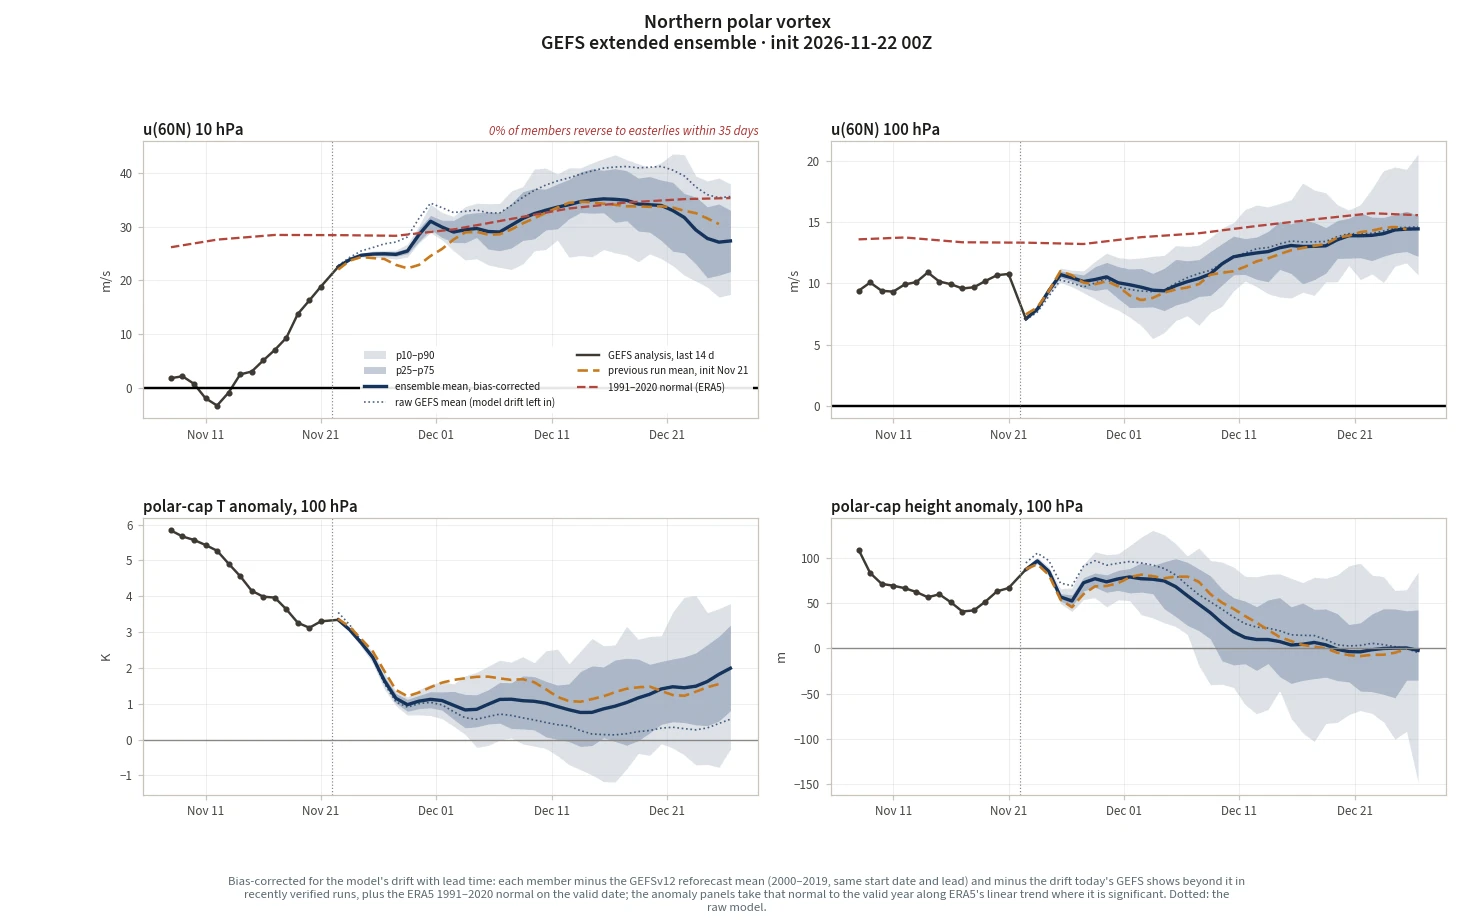 Northern polar vortex
GEFS extended ensemble · init 2026-11-22 00Z
u(60N) 10 hPa
0% of members reverse to easterlies within 35 days
m/s
40
30
20
10
0
p10–p90
p25–p75
ensemble mean, bias-corrected
raw GEFS mean (model drift left in)
GEFS analysis, last 14 d
previous run mean, init Nov 21
1991–2020 normal (ERA5)
Nov 11
Nov 21
Dec 01
Dec 11
Dec 21
u(60N) 100 hPa
m/s
20
15
10
5
0
Nov 11
Nov 21
Dec 01
Dec 11
Dec 21
polar-cap T anomaly, 100 hPa
K
6
5
4
3
2
1
0
−1
Nov 11
Nov 21
Dec 01
Dec 11
Dec 21
polar-cap height anomaly, 100 hPa
m
100
50
0
−50
−100
−150
Nov 11
Nov 21
Dec 01
Dec 11
Dec 21
Bias-corrected for the model's drift with lead time: each member minus the GEFSv12 reforecast mean (2000–2019, same start date and lead) and minus the drift today's GEFS shows beyond it in
recently verified runs, plus the ERA5 1991–2020 normal on the valid date; the anomaly panels take that normal to the valid year along ERA5's linear trend where it is significant. Dotted: the
raw model.